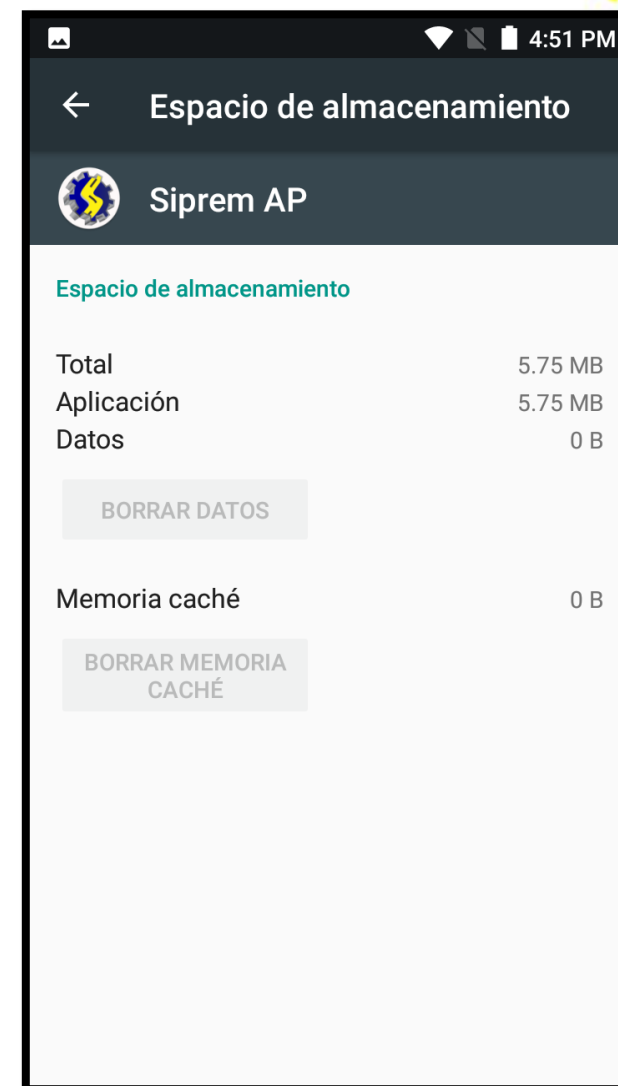 4:51 PM
Espacio de almacenamiento
Siprem AP
Espacio de almacenamiento
Total 5.75 MB
Aplicación 5.75 MB
Datos 0 B
BORRAR DATOS
Memoria caché 0 B
BORRAR MEMORIA
CACHÉ